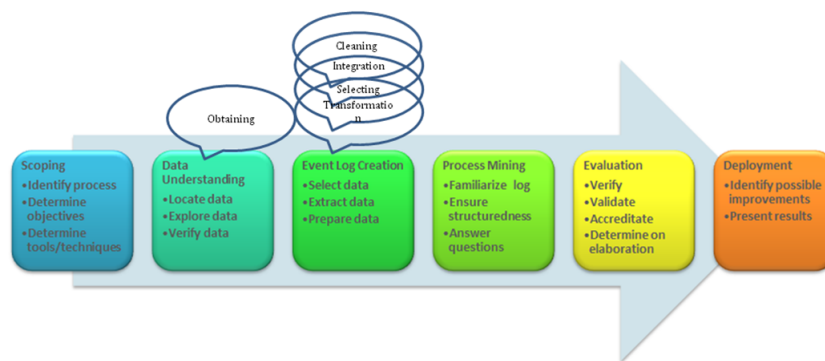 Cleaning
Integration
Selecting
Transformatio
n
Obtaining
Scoping
•Identify process
•Determine
objectives
•Determine
tools/techniques
Data
Understanding
•Locate data
•Explore data
•Verify data
Event Log Creation
•Select data
•Extract data
•Prepare data
Process Mining
•Familiarize log
•Ensure
structuredness
•Answer
questions
Evaluation
•Verify
•Validate
•Accreditate
•Determine on
elaboration
Deployment
•Identify possible
improvements
•Present results